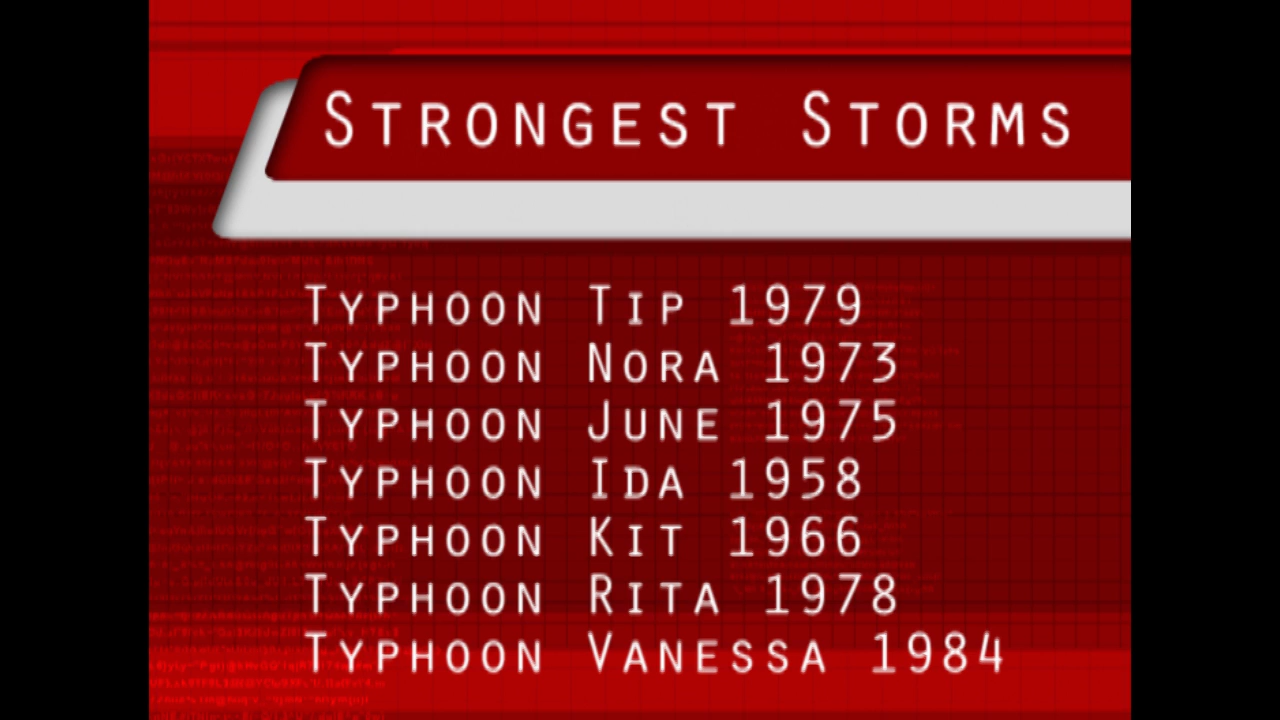 Strongest Storms
Typhoon Tip 1979
Typhoon Nora 1973
Typhoon June 1975
Typhoon Ida 1958
Typhoon Kit 1966
Typhoon Rita 1978
Typhoon Vanessa 1984